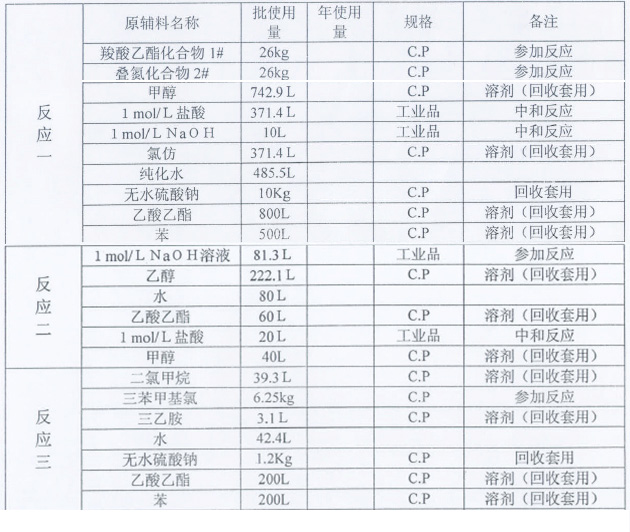 原辅料名称 批使用量 年使用量 规格 备注
反应一
羧酸乙酯化合物 1# 26kg C.P 参加反应
叠氮化合物 2# 26kg C.P 参加反应
甲醇 742.9 L C.P 溶剂（回收套用）
1 mol/L 盐酸 371.4 L 工业品 中和反应
1 mol/L NaOH 10L 工业品 中和反应
氯仿 371.4 L C.P 溶剂（回收套用）
纯化水 485.5L
无水硫酸钠 10Kg C.P 回收套用
乙酸乙酯 800L C.P 溶剂（回收套用）
苯 500L C.P 溶剂（回收套用）
反应二
1 mol/L NaOH溶液 81.3 L 工业品 参加反应
乙醇 222.1 L C.P 溶剂（回收套用）
水 80 L
乙酸乙酯 60 L C.P 溶剂（回收套用）
1 mol/L 盐酸 20 L 工业品 中和反应
甲醇 40L C.P 溶剂（回收套用）
反应三
二氯甲烷 39.3 L C.P 溶剂（回收套用）
三苯甲基氯 6.25kg C.P 参加反应
三乙胺 3.1 L C.P 溶剂（回收套用）
水 42.4L
无水硫酸钠 1.2Kg C.P 回收套用
乙酸乙酯 200L C.P 溶剂（回收套用）
苯 200L C.P 溶剂（回收套用）